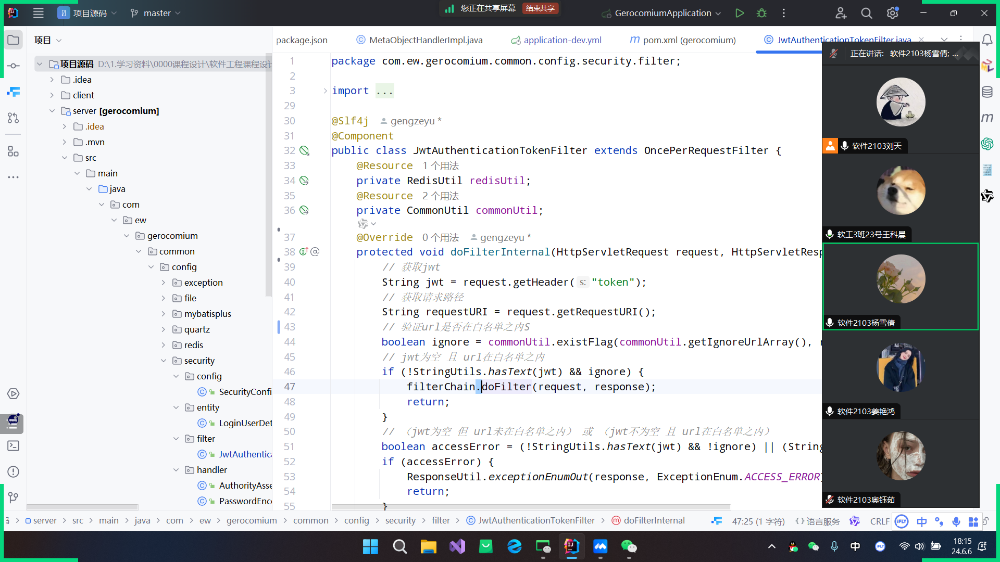 项目源码
master
您正在共享屏幕
结束共享
GerocomiumApplication
项目
package.json
MetaObjectHandlerImpl.java
application-dev.yml
pom.xml (gerocomium)
JwtAuthenticationTokenFilter.java
项目源码 D:\1.学习资料\0000课程设计\软件工程课程设计
.idea
client
server [gerocomium]
.idea
.mvn
src
main
java
com
ew
gerocomium
common
config
exception
file
mybatisplus
quartz
redis
security
config
SecurityConfi
entity
LoginUserDet
filter
JwtAuthentica
handler
AuthorityAsse
PasswordEnco
1 package com.ew.gerocomium.common.config.security.filter;
2
3 import ...
29
30 @Slf4j gengzeyu *
31 @Component
32 public class JwtAuthenticationTokenFilter extends OncePerRequestFilter {
33 @Resource 1 个用法
34 private RedisUtil redisUtil;
35 @Resource 2 个用法
36 private CommonUtil commonUtil;
37 @Override 0 个用法 gengzeyu *
38 protected void doFilterInternal(HttpServletRequest request, HttpServletResp
39 // 获取jwt
40 String jwt = request.getHeader( s: "token");
41 // 获取请求路径
42 String requestURI = request.getRequestURI();
43 // 验证url是否在白名单之内S
44 boolean ignore = commonUtil.existFlag(commonUtil.getIgnoreUrlArray(), r
45 // jwt为空 且 url在白名单之内
46 if (!StringUtils.hasText(jwt) && ignore) {
47 filterChain.doFilter(request, response);
48 return;
49 }
50 // （jwt为空 但 url未在白名单之内） 或 （jwt不为空 且 url在白名单之内）
51 boolean accessError = (!StringUtils.hasText(jwt) && !ignore) || (String
52 if (accessError) {
53 ResponseUtil.exceptionEnumOut(response, ExceptionEnum.ACCESS_ERROR)
54 return;
55 }
正在讲话: 软件2103杨雪倩; ...
软件2103刘天
软工3班23号王科晨
软件2103杨雪倩
软件2103姜艳鸿
软件2103奥钰茹
server > src > main > java > com > ew > gerocomium > common > config > security > filter > JwtAuthenticationTokenFilter > doFilterInternal
47:25 (1 字符)
{} 语言服务
CRLF
iFLY
中
中
iFLY
18:15
24.6.6